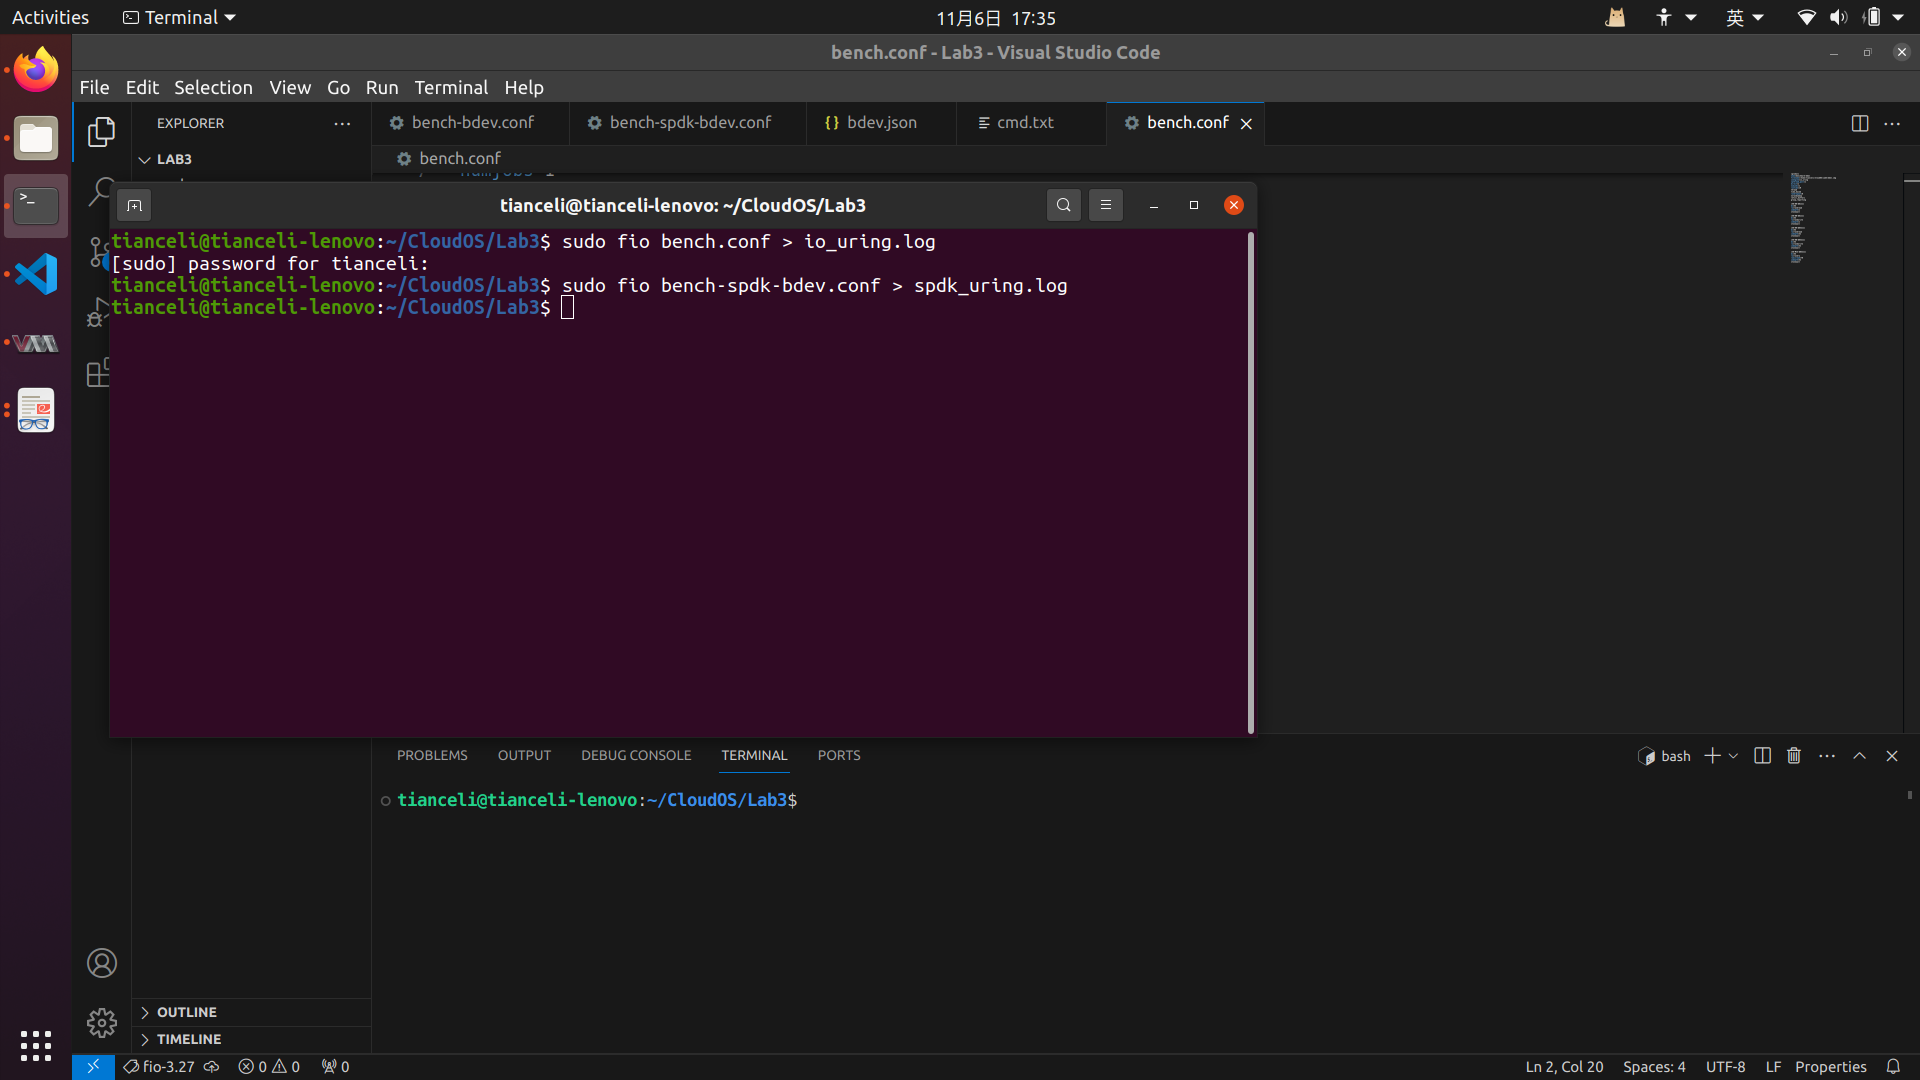 Activities
Terminal
11月6日 17:35
英
bench.conf - Lab3 - Visual Studio Code
File Edit Selection View Go Run Terminal Help
EXPLORER
bench-bdev.conf
bench-spdk-bdev.conf
{} bdev.json
cmd.txt
bench.conf
LAB3
bench.conf
tianceli@tianceli-lenovo: ~/CloudOS/Lab3
tianceli@tianceli-lenovo:~/CloudOS/Lab3$ sudo fio bench.conf > io_uring.log
[sudo] password for tianceli:
tianceli@tianceli-lenovo:~/CloudOS/Lab3$ sudo fio bench-spdk-bdev.conf > spdk_uring.log
tianceli@tianceli-lenovo:~/CloudOS/Lab3$
PROBLEMS OUTPUT DEBUG CONSOLE TERMINAL PORTS
bash
tianceli@tianceli-lenovo:~/CloudOS/Lab3$
OUTLINE
TIMELINE
fio-3.27
0 0
0
Ln 2, Col 20
Spaces: 4
UTF-8
LF
Properties